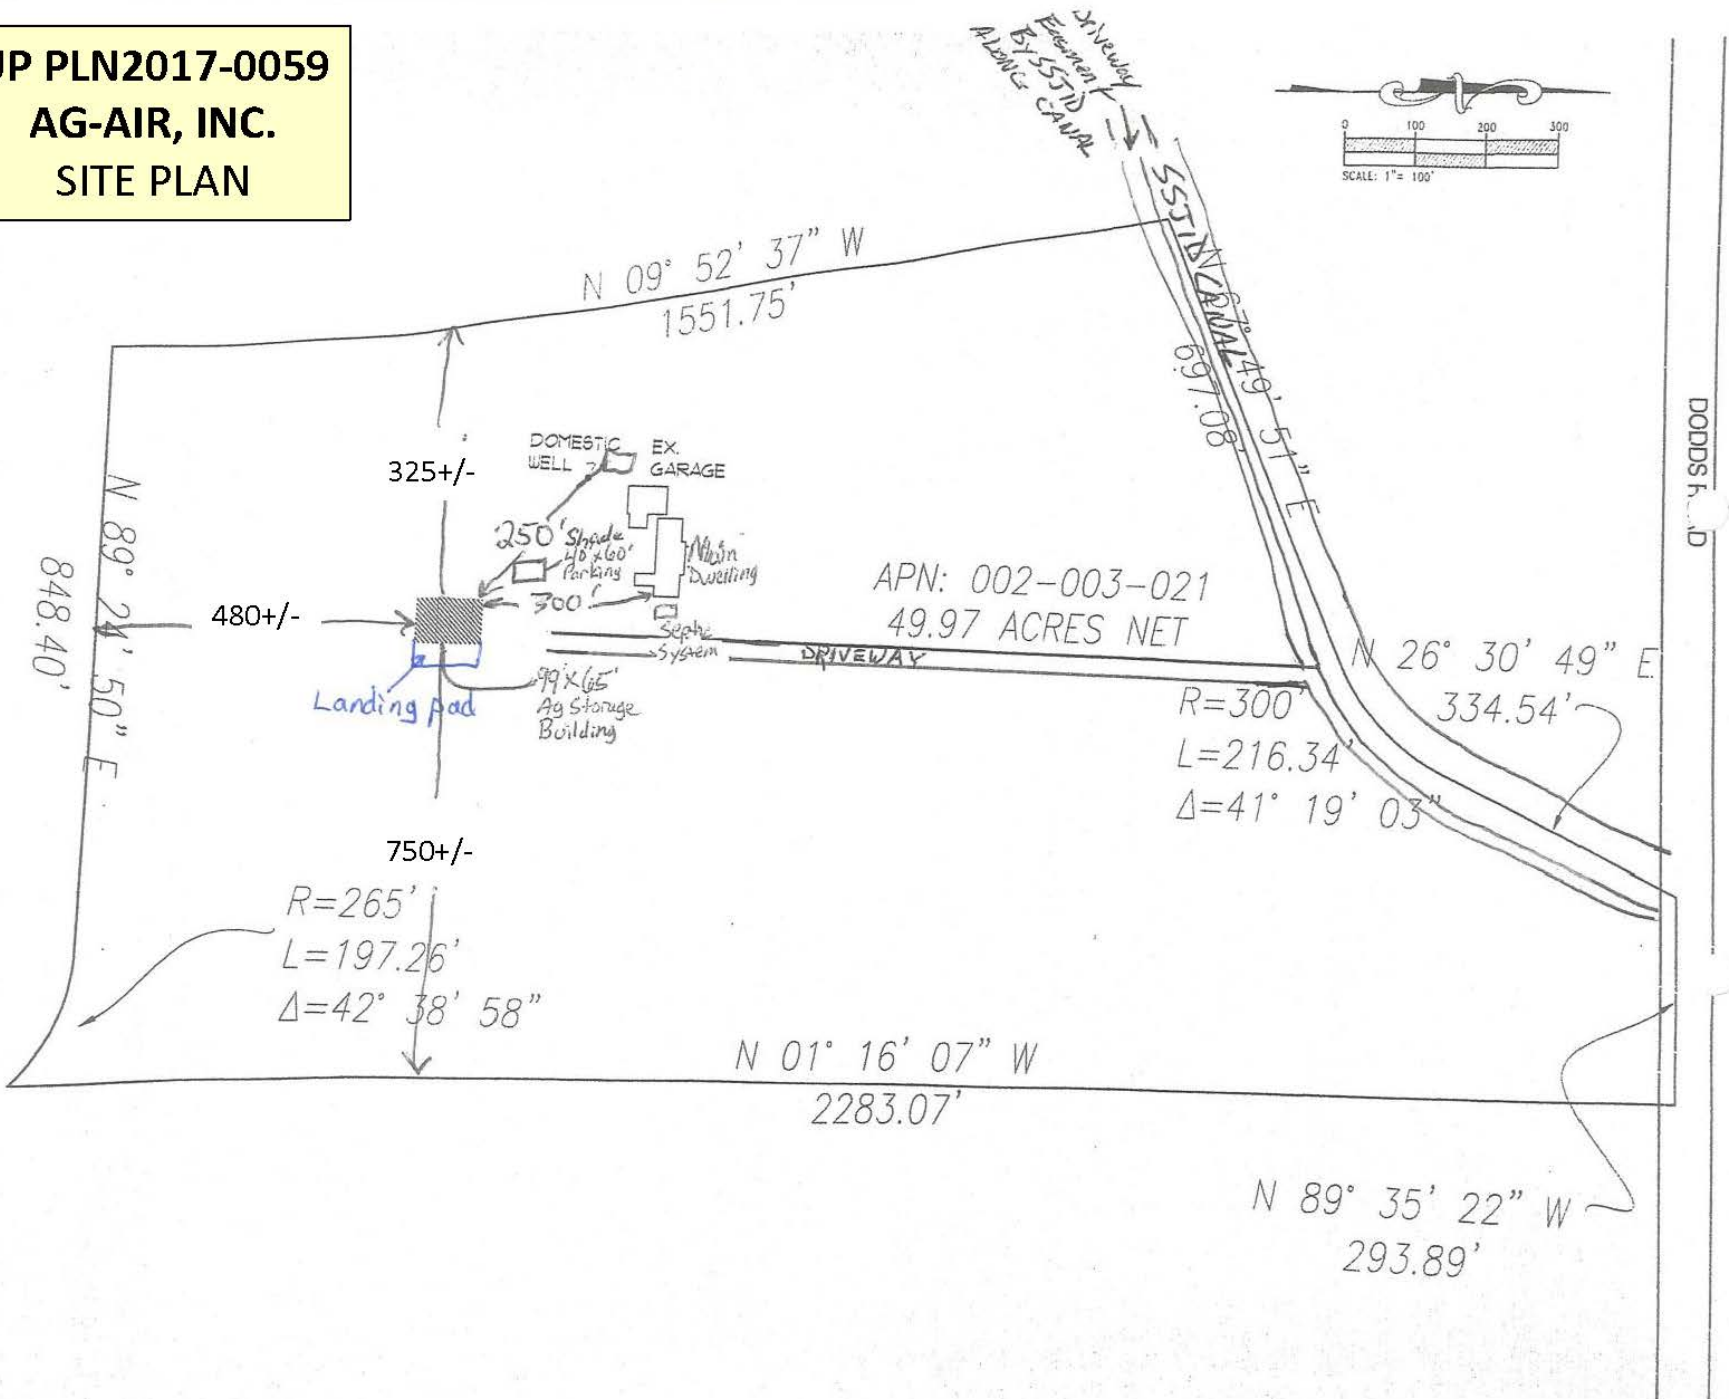 UP PLN2017-0059
AG-AIR, INC.
SITE PLAN
Driveway
Easment
BY SSJID
ALONG CANAL
0 100 200 300
SCALE: 1"= 100'
SSJID CANAL
N 67° 49' 51" E
697.08'
N 09° 52' 37" W
1551.75'
DODDS
N 89° 24' 50" E
848.40'
325+/-
DOMESTIC
WELL
EX.
GARAGE
250'
Shade
40'x60'
Parking
Main
Dwelling
300'
480+/-
Septic
System
DRIVEWAY
APN: 002-003-021
49.97 ACRES NET
Landing pad
99'x65'
Ag Storage
Building
N 26° 30' 49" E
334.54'
R=300'
L=216.34'
Δ=41° 19' 03"
750+/-
R=265'
L=197.26'
Δ=42° 38' 58"
N 01° 16' 07" W
2283.07'
N 89° 35' 22" W
293.89'